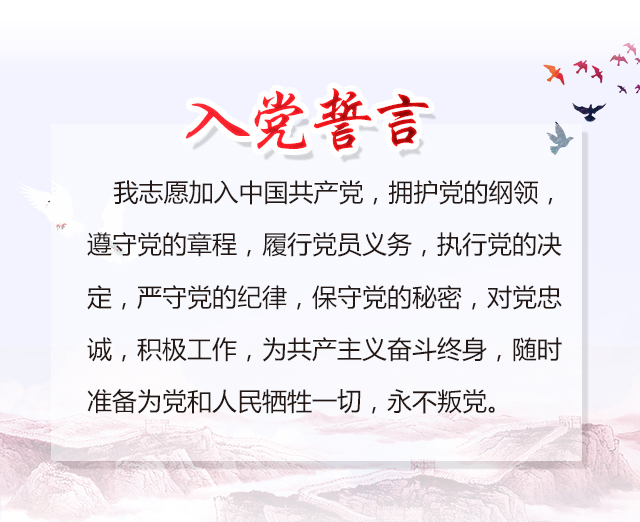 入党誓言
我志愿加入中国共产党，拥护党的纲领，
遵守党的章程，履行党员义务，执行党的决
定，严守党的纪律，保守党的秘密，对党忠
诚，积极工作，为共产主义奋斗终身，随时
准备为党和人民牺牲一切，永不叛党。